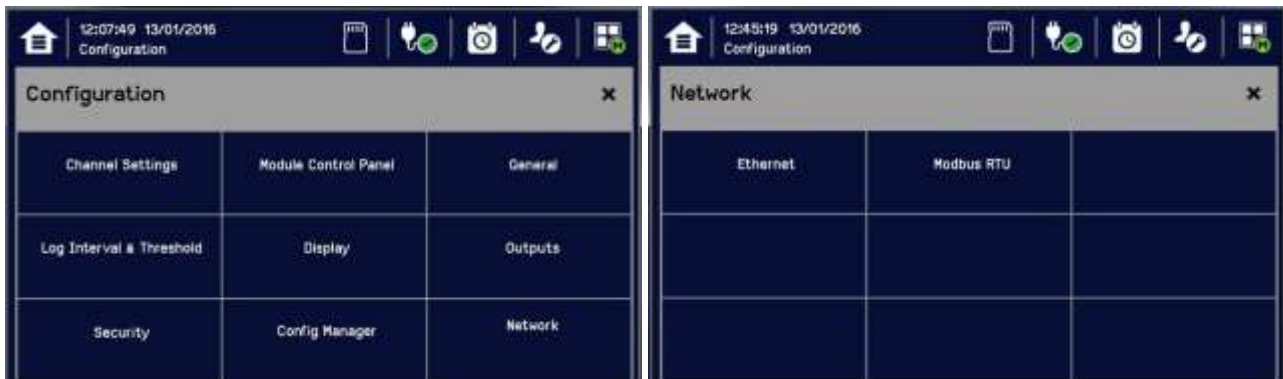 12:07:49 13/01/2016
Configuration
Configuration
Channel Settings Module Control Panel General
Log Interval & Threshold Display Outputs
Security Config Manager Network
12:45:19 13/01/2016
Configuration
Network
Ethernet Modbus RTU